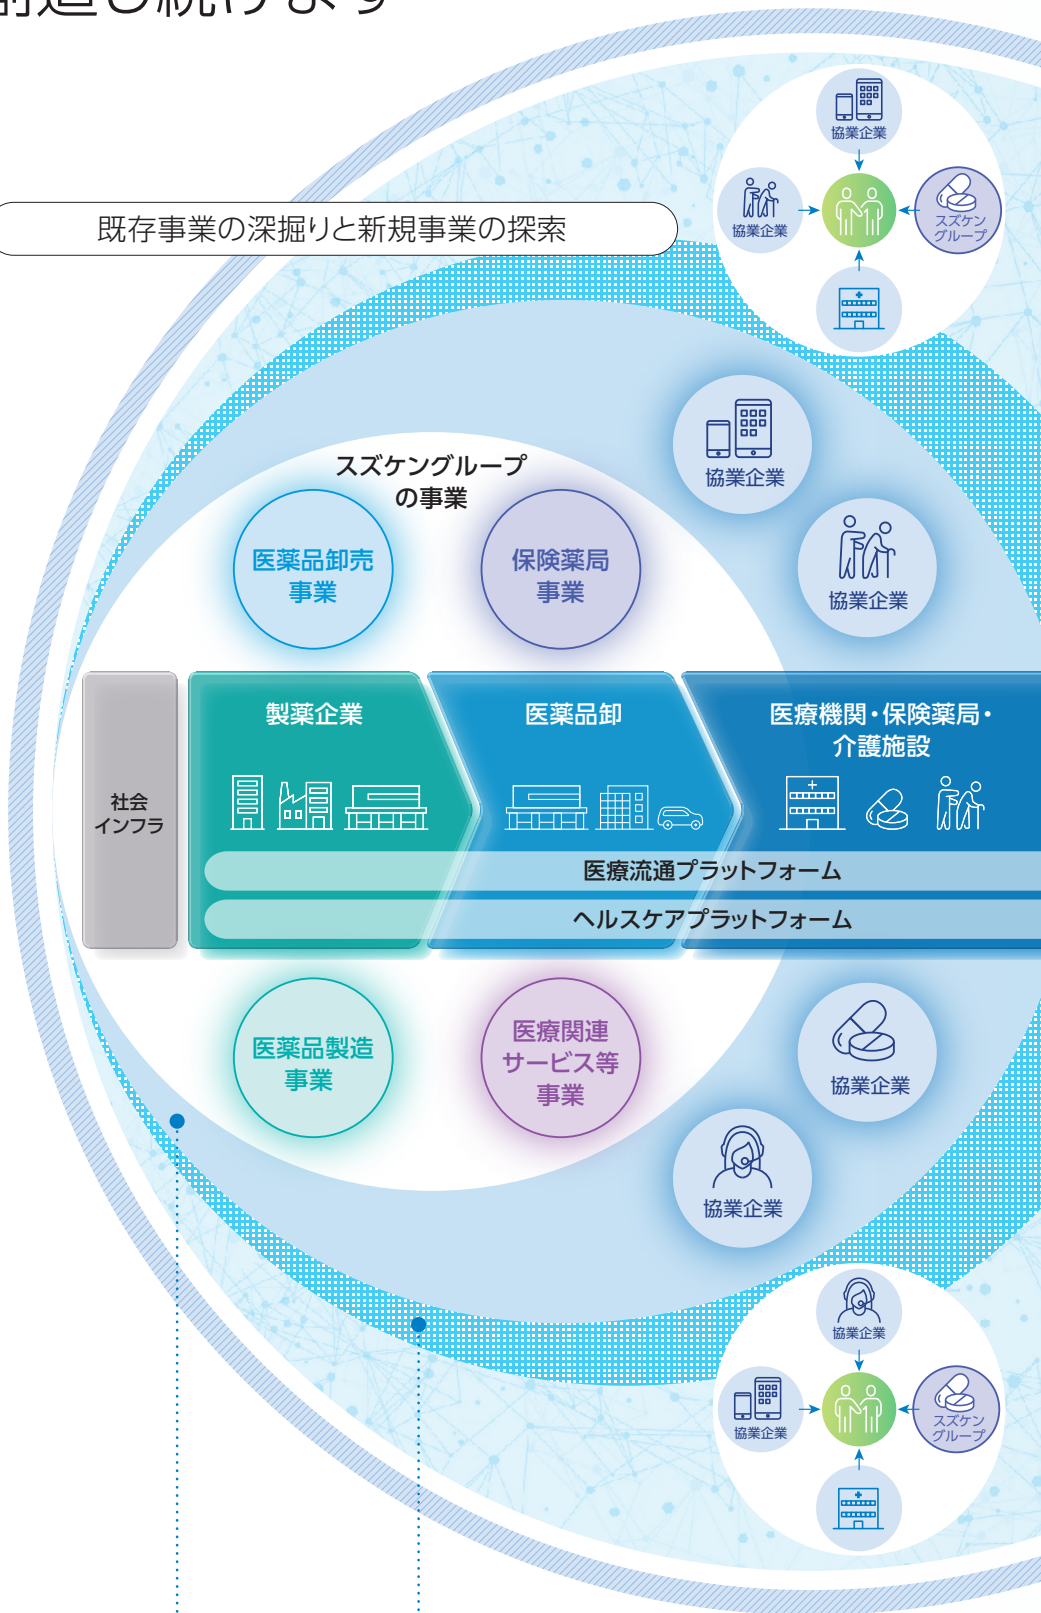 創造し続けます
既存事業の深掘りと新規事業の探索
協業企業
協業企業
スズケン
グループ
協業企業
協業企業
スズケングループ
の事業
医薬品卸売
事業
保険薬局
事業
社会
インフラ
製薬企業
医薬品卸
医療機関・保険薬局・
介護施設
医療流通プラットフォーム
ヘルスケアプラットフォーム
医薬品製造
事業
医療関連
サービス等
事業
協業企業
協業企業
協業企業
協業企業
スズケン
グループ